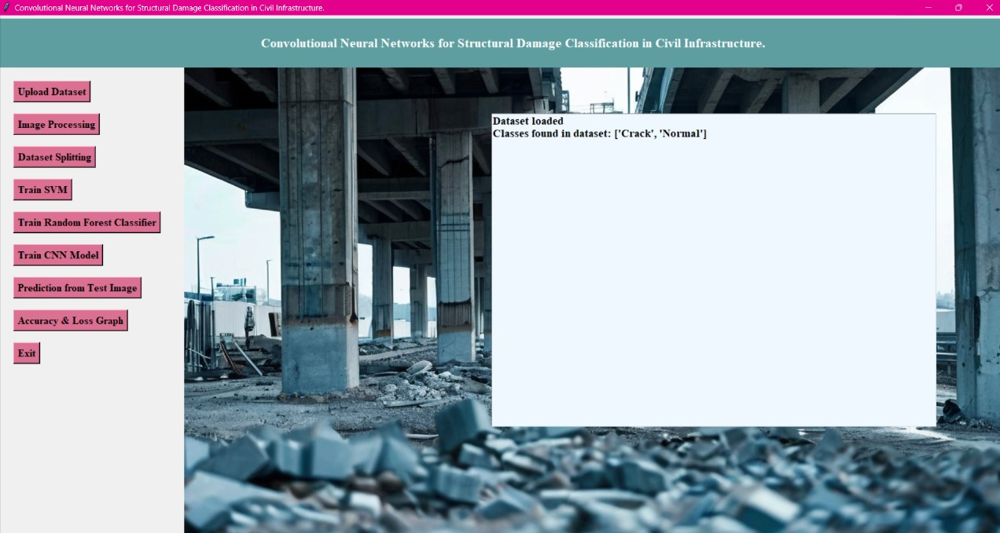 Convolutional Neural Networks for Structural Damage Classification in Civil Infrastructure.
Convolutional Neural Networks for Structural Damage Classification in Civil Infrastructure.
Upload Dataset
Image Processing
Dataset Splitting
Train SVM
Train Random Forest Classifier
Train CNN Model
Prediction from Test Image
Accuracy & Loss Graph
Exit
Dataset loaded
Classes found in dataset: ['Crack', 'Normal']